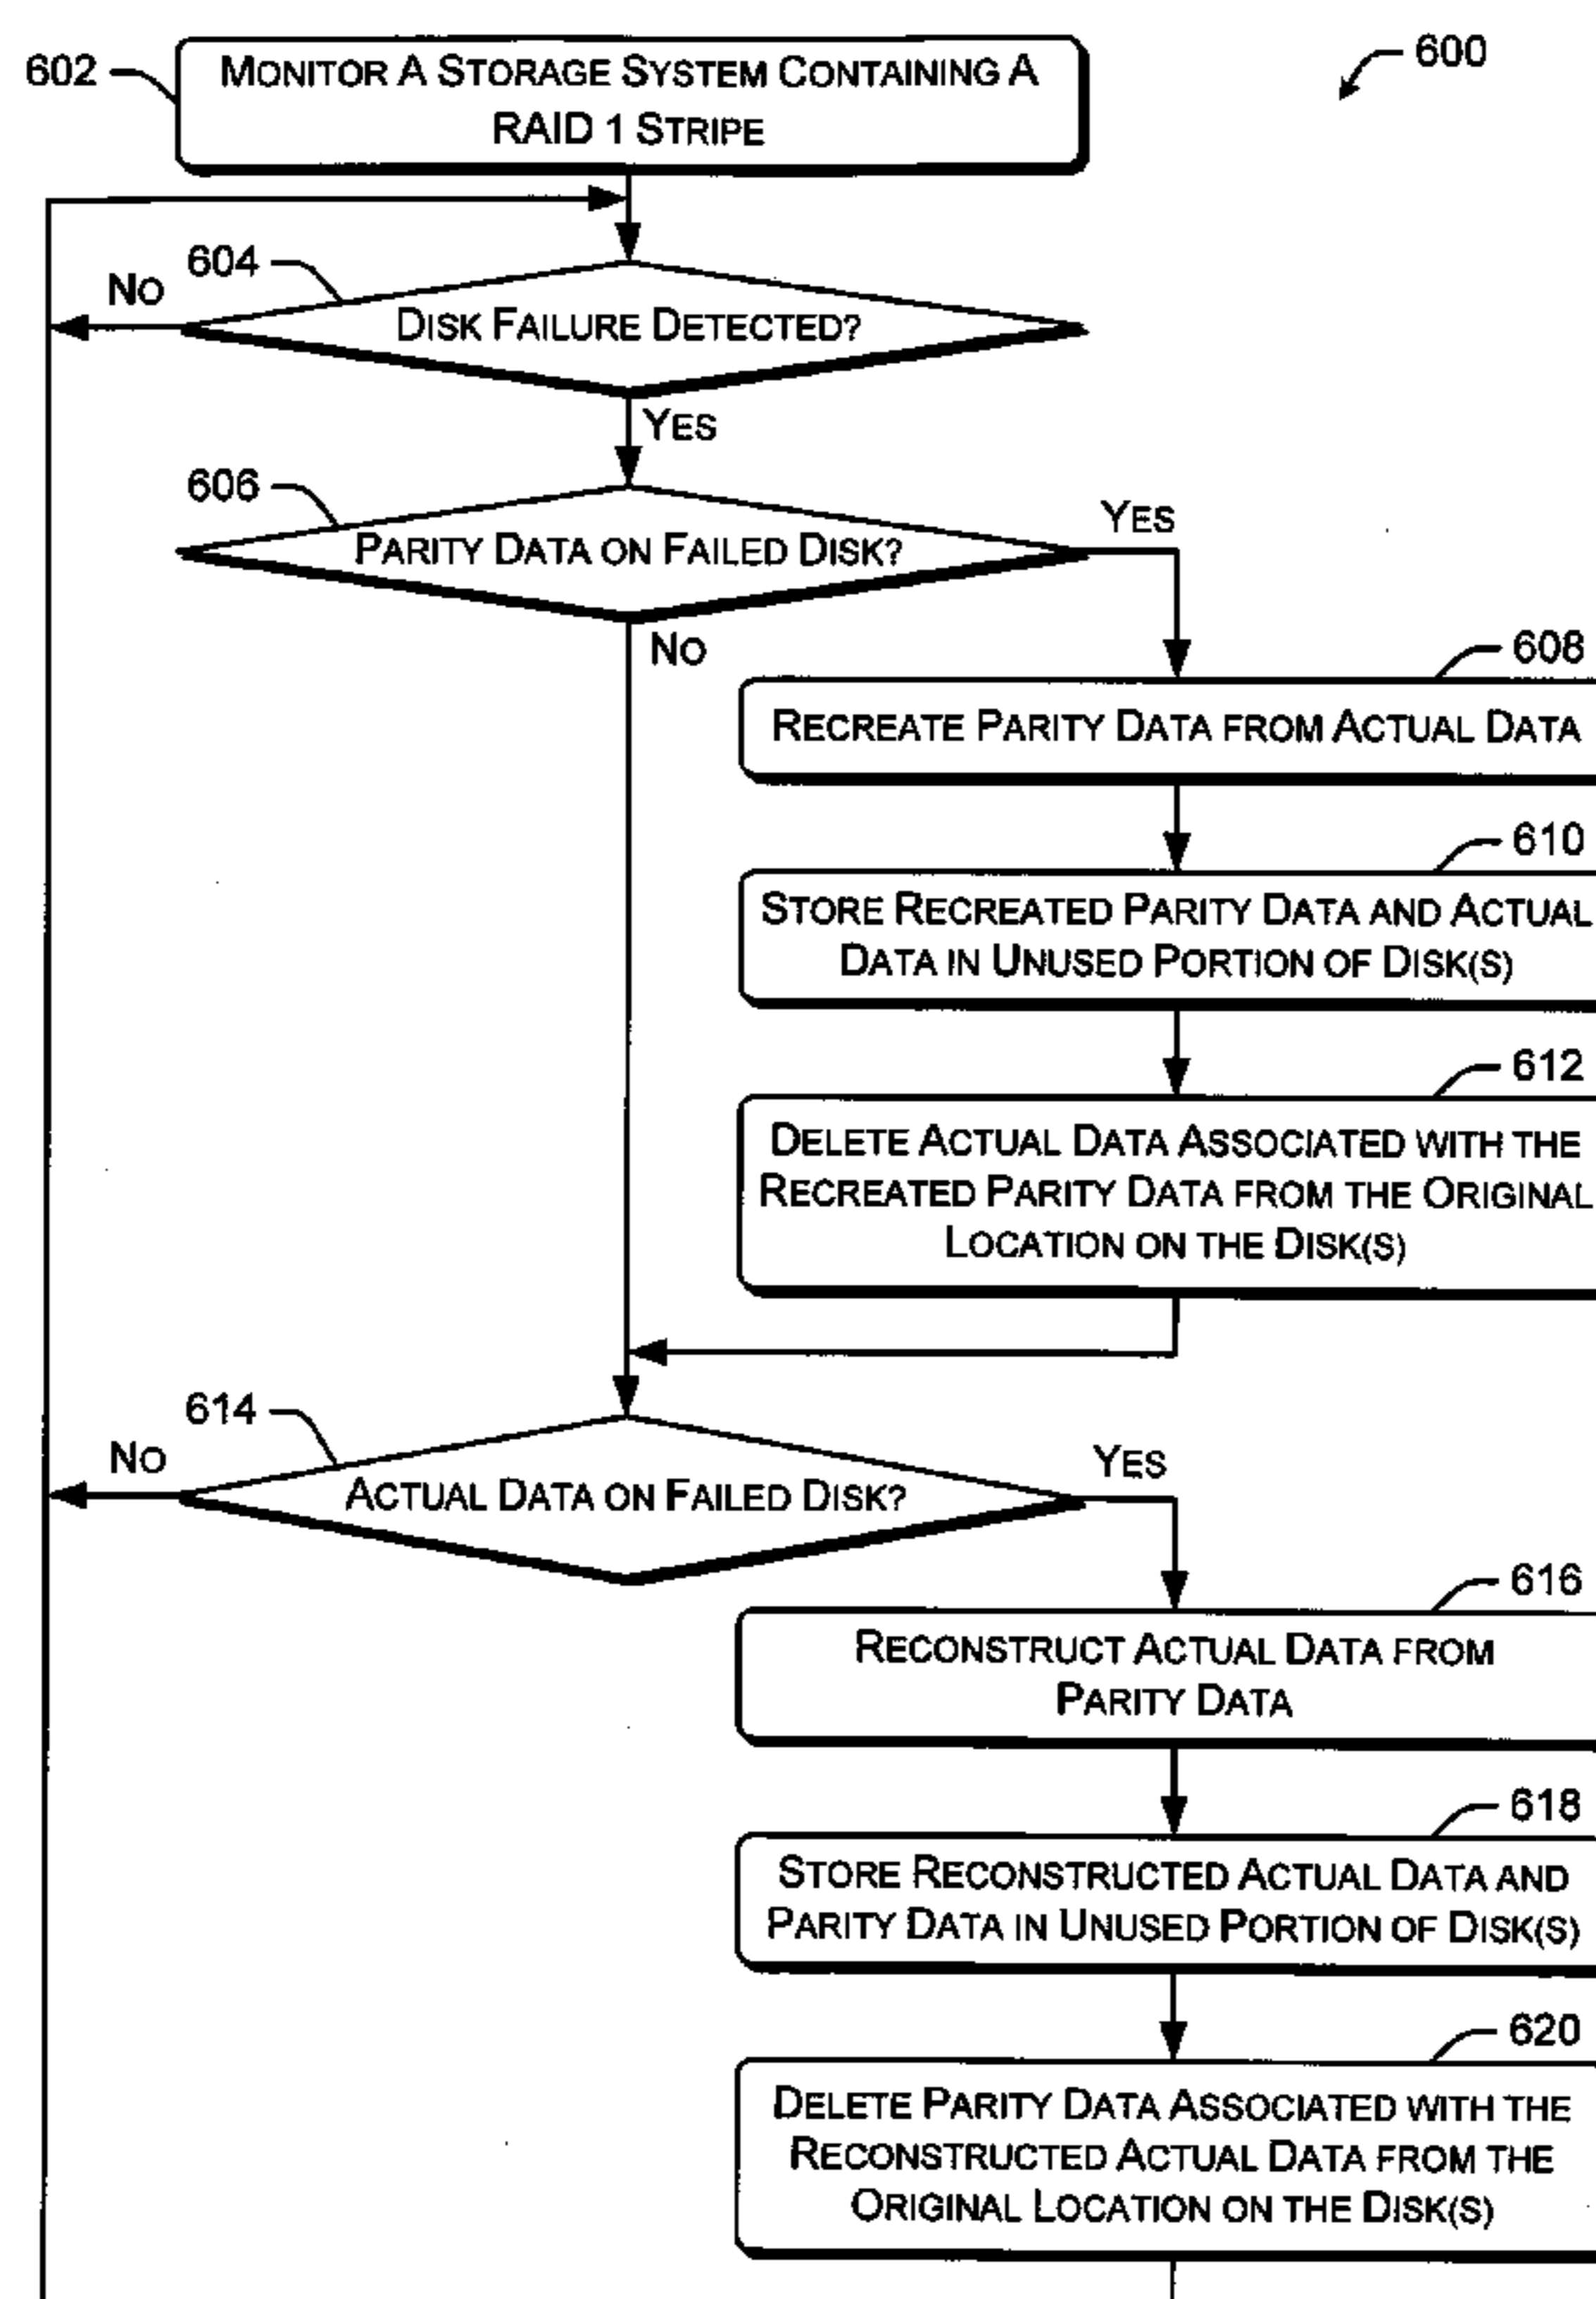 600
602
MONITOR A STORAGE SYSTEM CONTAINING A
RAID 1 STRIPE
604
NO
DISK FAILURE DETECTED?
YES
606
YES
PARITY DATA ON FAILED DISK?
NO
608
RECREATE PARITY DATA FROM ACTUAL DATA
610
STORE RECREATED PARITY DATA AND ACTUAL
DATA IN UNUSED PORTION OF DISK(S)
612
DELETE ACTUAL DATA ASSOCIATED WITH THE
RECREATED PARITY DATA FROM THE ORIGINAL
LOCATION ON THE DISK(S)
614
NO
YES
ACTUAL DATA ON FAILED DISK?
616
RECONSTRUCT ACTUAL DATA FROM
PARITY DATA
618
STORE RECONSTRUCTED ACTUAL DATA AND
PARITY DATA IN UNUSED PORTION OF DISK(S)
620
DELETE PARITY DATA ASSOCIATED WITH THE
RECONSTRUCTED ACTUAL DATA FROM THE
ORIGINAL LOCATION ON THE DISK(S)